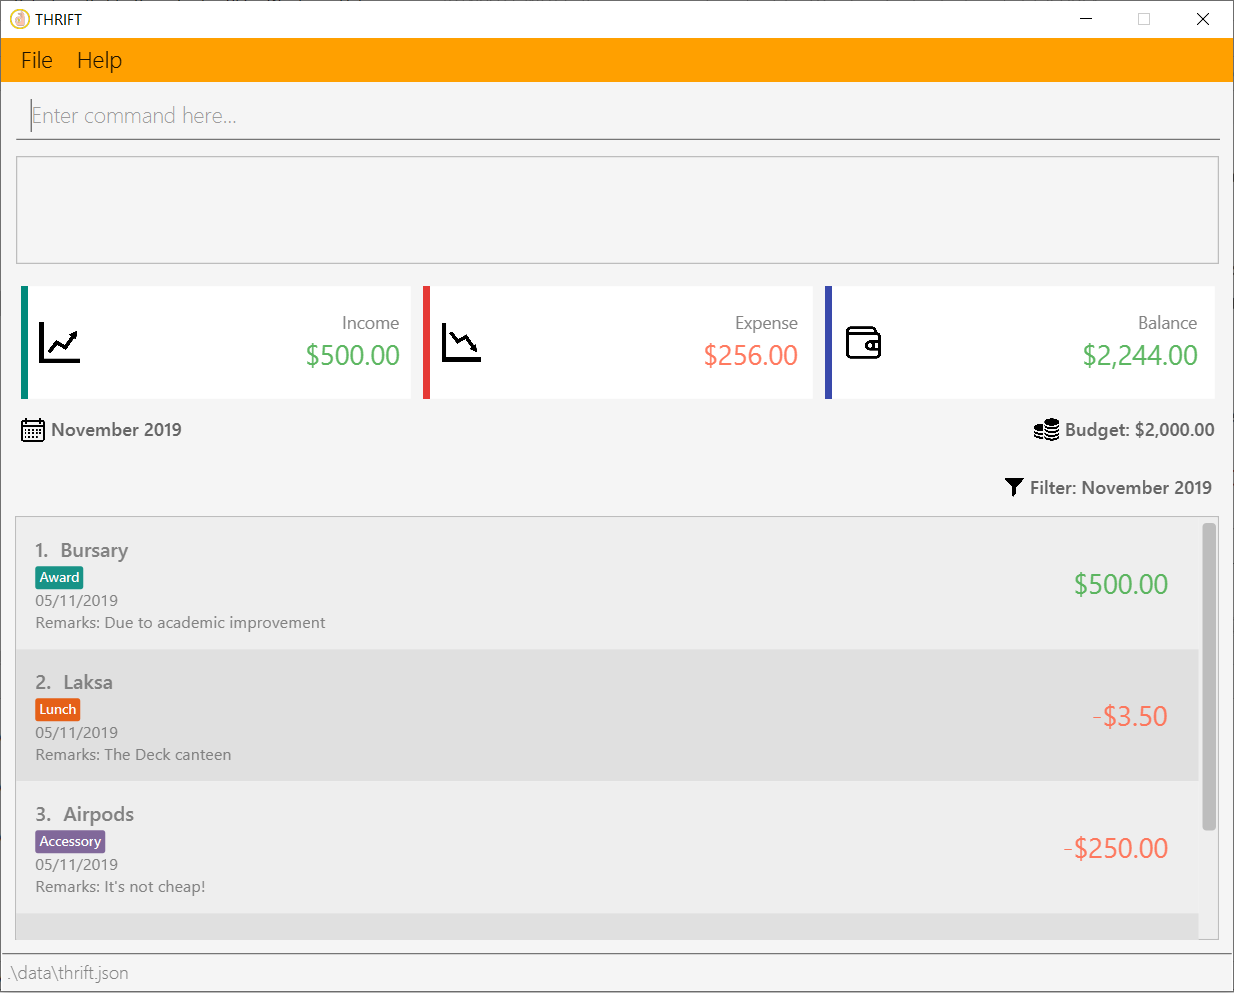 THRIFT
File Help
Enter command here...
Income
$500.00
Expense
$256.00
Balance
$2,244.00
November 2019
Budget: $2,000.00
Filter: November 2019
1. Bursary
Award
05/11/2019
Remarks: Due to academic improvement
$500.00
2. Laksa
Lunch
05/11/2019
Remarks: The Deck canteen
-$3.50
3. Airpods
Accessory
05/11/2019
Remarks: It's not cheap!
-$250.00
.\data\thrift.json